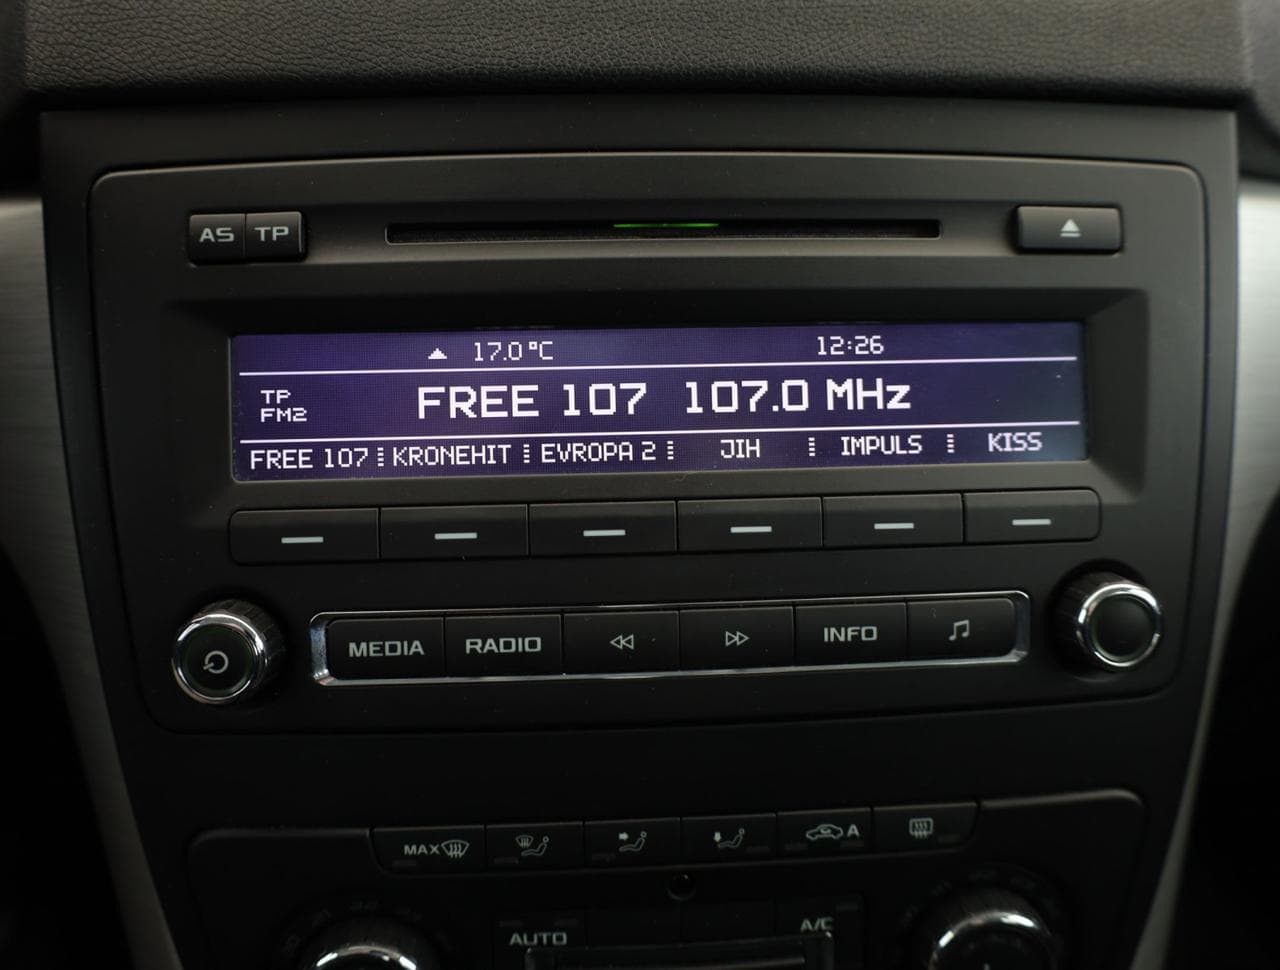 AS TP
17.0°C 12:26
TP
FM2
FREE 107 107.0 MHz
FREE 107 KRONEHIT EVROPA 2 JIH IMPULS KISS
MEDIA RADIO INFO
MAX A
AUTO A/C